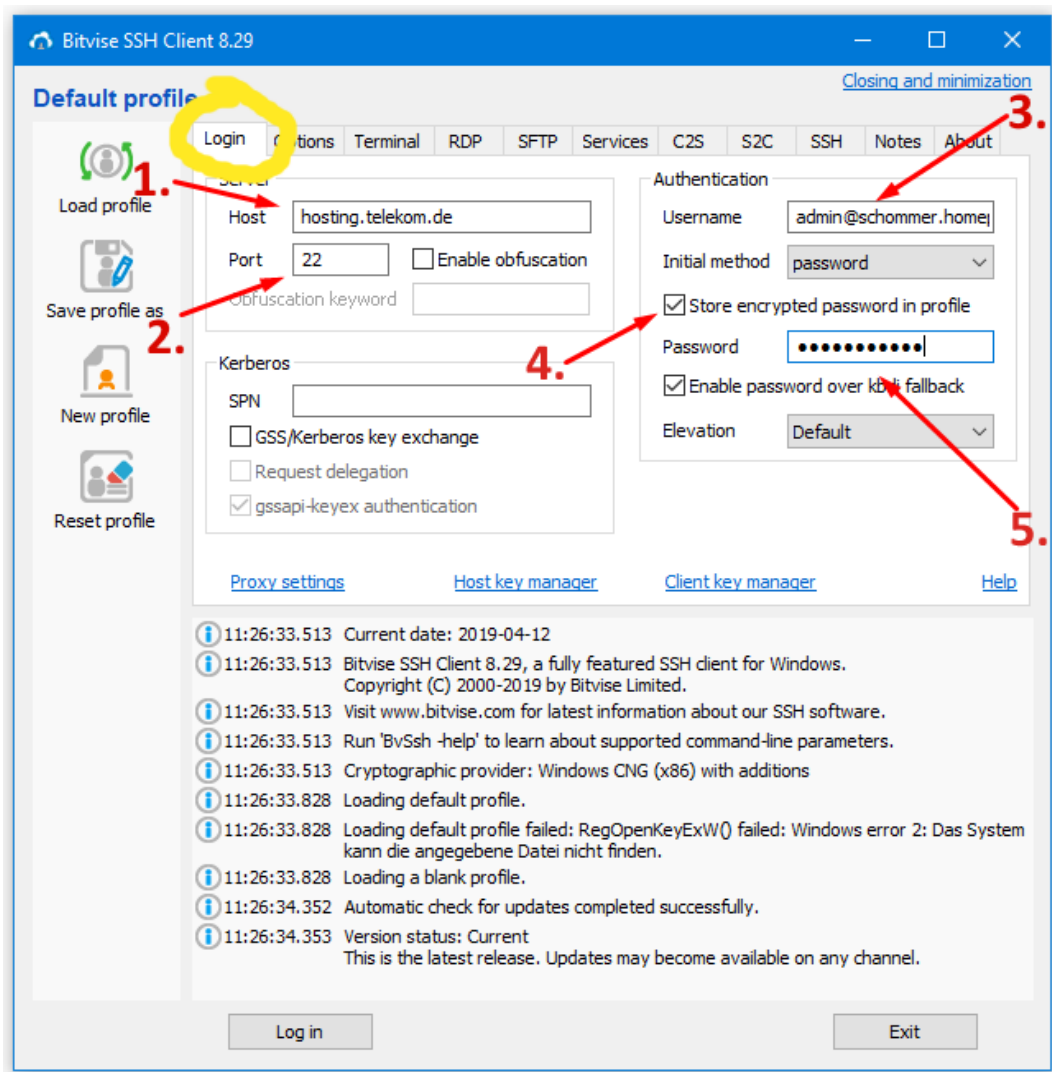 Bitvise SSH Client 8.29
Closing and minimization
Default profile
3.
Login Options Terminal RDP SFTP Services C2S S2C SSH Notes About
1.
Load profile
Server
Host hosting.telekom.de
Port 22 Enable obfuscation
Obfuscation keyword
Authentication
Username admin@schommer.home
Initial method password
Store encrypted password in profile
Password
Enable password over kbdi fallback
Elevation Default
Save profile as
2.
4.
Kerberos
SPN
GSS/Kerberos key exchange
Request delegation
gssapi-keyex authentication
New profile
Reset profile
5.
Proxy settings Host key manager Client key manager Help
11:26:33.513 Current date: 2019-04-12
11:26:33.513 Bitvise SSH Client 8.29, a fully featured SSH client for Windows.
Copyright (C) 2000-2019 by Bitvise Limited.
11:26:33.513 Visit www.bitvise.com for latest information about our SSH software.
11:26:33.513 Run 'BvSsh -help' to learn about supported command-line parameters.
11:26:33.513 Cryptographic provider: Windows CNG (x86) with additions
11:26:33.828 Loading default profile.
11:26:33.828 Loading default profile failed: RegOpenKeyExW() failed: Windows error 2: Das System
kann die angegebene Datei nicht finden.
11:26:33.828 Loading a blank profile.
11:26:34.352 Automatic check for updates completed successfully.
11:26:34.353 Version status: Current
This is the latest release. Updates may become available on any channel.
Log in Exit